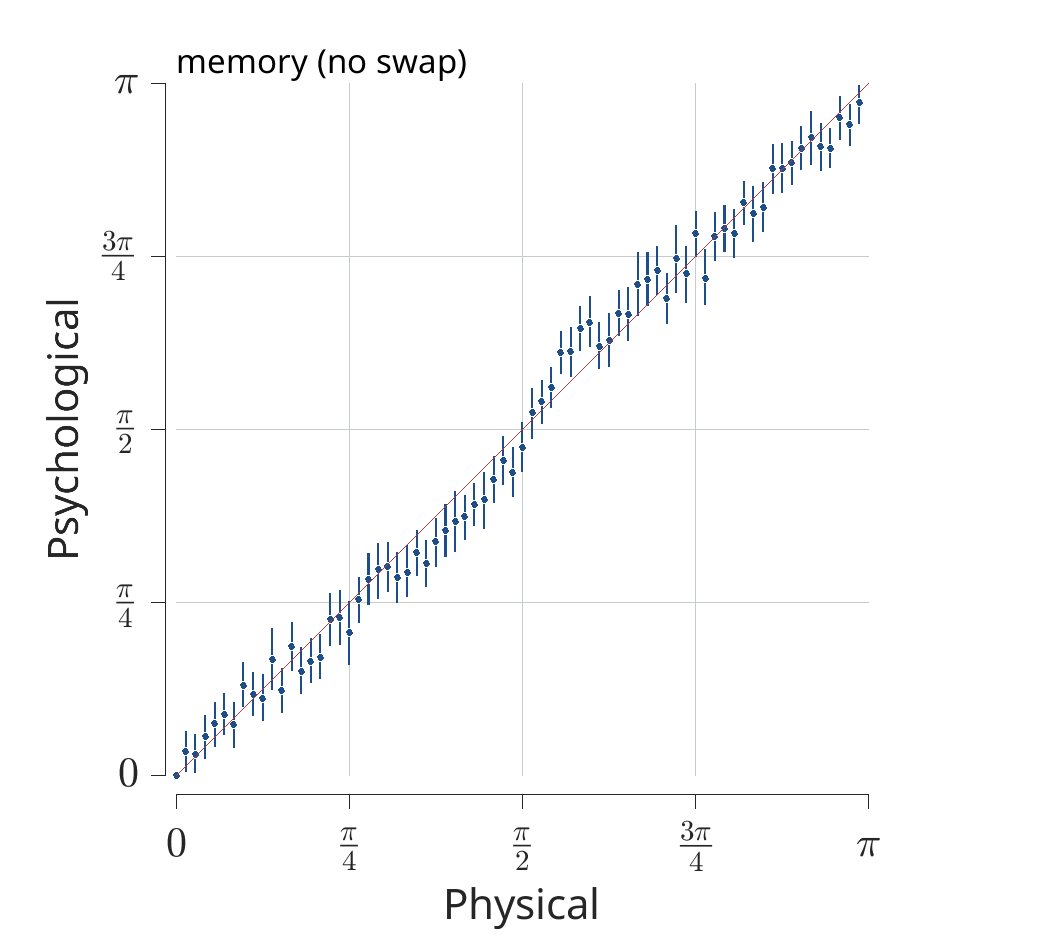 memory (no swap)
π
3π/4
π/2
π/4
0
Psychological
0 π/4 π/2 3π/4 π
Physical